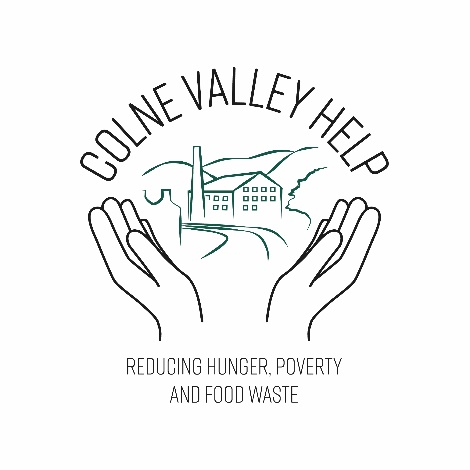 COLNE VALLEY HELP
REDUCING HUNGER, POVERTY
AND FOOD WASTE